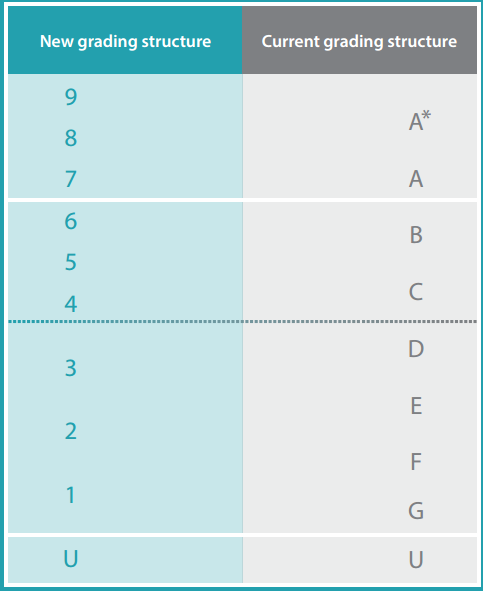 New grading structure Current grading structure
9
A*
8
7 A
6
B
5
C
4
D
3
E
2
F
1
G
U U